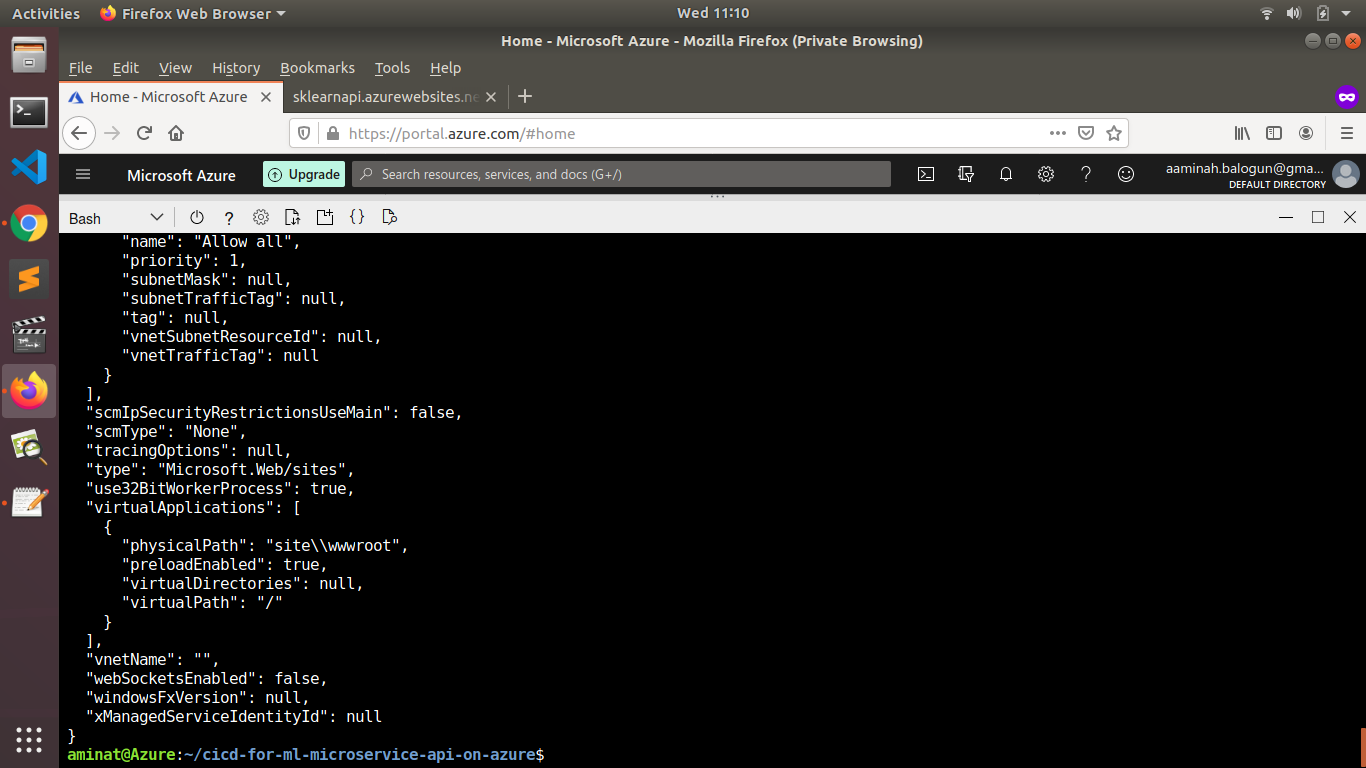 Activities Firefox Web Browser Wed 11:10
Home - Microsoft Azure - Mozilla Firefox (Private Browsing)
File Edit View History Bookmarks Tools Help
Home - Microsoft Azure sklearnapi.azurewebsites.ne
https://portal.azure.com/#home
Microsoft Azure Upgrade Search resources, services, and docs (G+/) aaminah.balogun@gma...
DEFAULT DIRECTORY
Bash
"name": "Allow all",
"priority": 1,
"subnetMask": null,
"subnetTrafficTag": null,
"tag": null,
"vnetSubnetResourceId": null,
"vnetTrafficTag": null
}
],
"scmIpSecurityRestrictionsUseMain": false,
"scmType": "None",
"tracingOptions": null,
"type": "Microsoft.Web/sites",
"use32BitWorkerProcess": true,
"virtualApplications": [
{
"physicalPath": "site\\wwwroot",
"preloadEnabled": true,
"virtualDirectories": null,
"virtualPath": "/"
}
],
"vnetName": "",
"webSocketsEnabled": false,
"windowsFxVersion": null,
"xManagedServiceIdentityId": null
}
aminat@Azure:~/cicd-for-ml-microservice-api-on-azure$